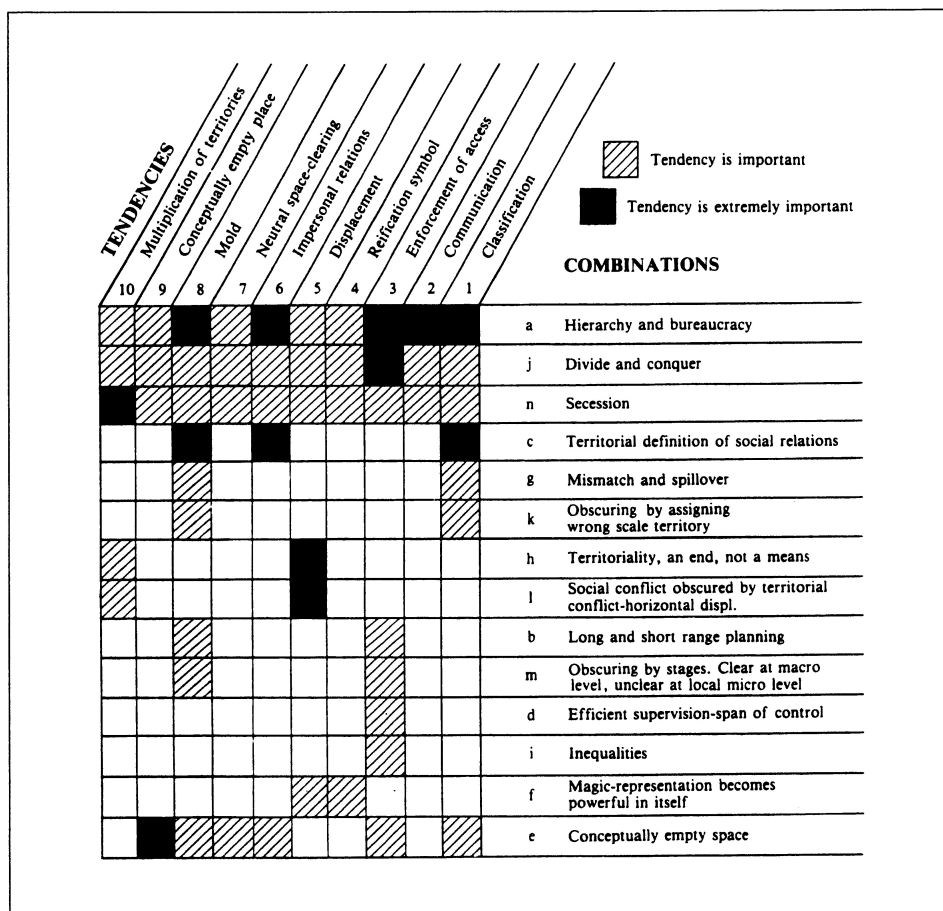 TENDENCIES
Multiplication of territories
Conceptually empty place
Mold
Neutral space-clearing
Impersonal relations
Displacement
Reification symbol
Enforcement of access
Communication
Classification
Tendency is important
Tendency is extremely important
COMBINATIONS
10 9 8 7 6 5 4 3 2 1
a Hierarchy and bureaucracy
j Divide and conquer
n Secession
c Territorial definition of social relations
g Mismatch and spillover
k Obscuring by assigning
wrong scale territory
h Territoriality, an end, not a means
l Social conflict obscured by territorial
conflict-horizontal displ.
b Long and short range planning
m Obscuring by stages. Clear at macro
level, unclear at local micro level
d Efficient supervision-span of control
i Inequalities
f Magic-representation becomes
powerful in itself
e Conceptually empty space